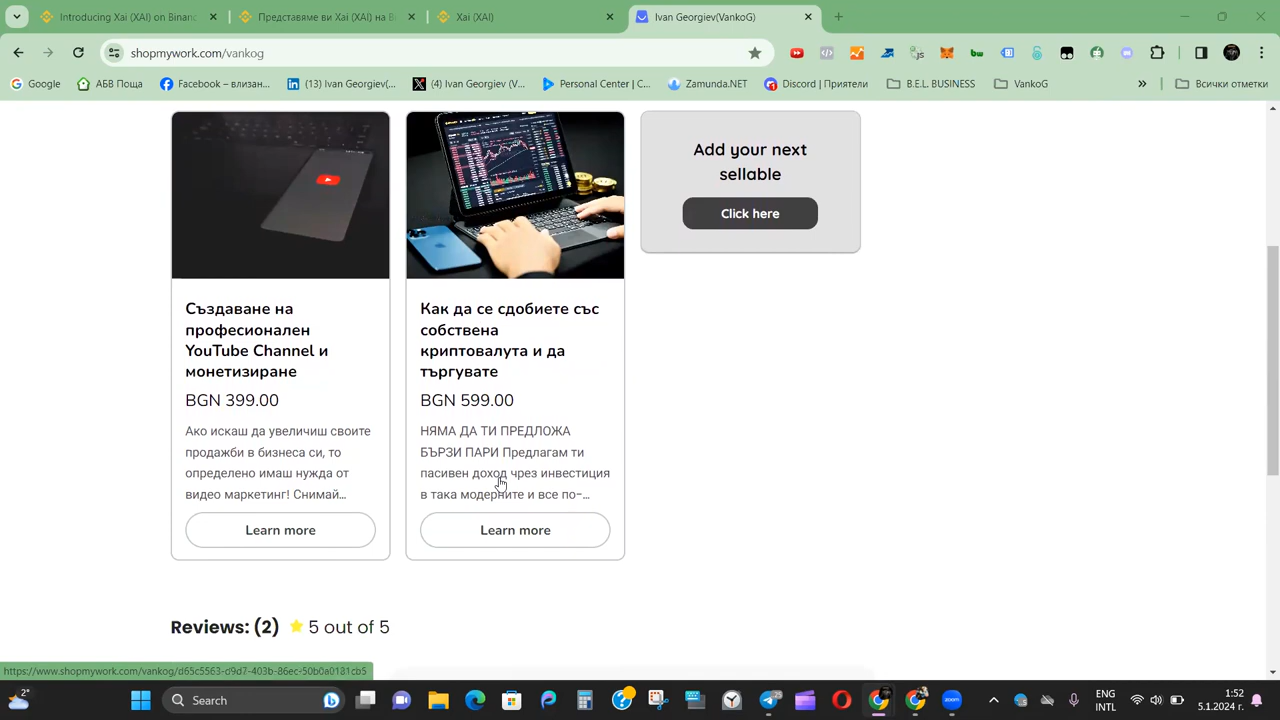 Introducing Xai (XAI) on Binanc
Представяме ви Xai (XAI) на Bi
Xai (XAI)
Ivan Georgiev(VankoG)
shopmywork.com/vankog
Google
АБВ Поща
Facebook – влизан...
(13) Ivan Georgiev(...
(4) Ivan Georgiev (V...
Personal Center | C...
Zamunda.NET
Discord | Приятели
B.E.L. BUSINESS
VankoG
»
Всички отметки
Add your next
sellable
Click here
Създаване на
професионален
YouTube Channel и
монетизиране
BGN 399.00
Ако искаш да увеличиш своите
продажби в бизнеса си, то
определено имаш нужда от
видео маркетинг! Снимай...
Learn more
Как да се сдобиете със
собствена
криптовалута и да
търгувате
BGN 599.00
НЯМА ДА ТИ ПРЕДЛОЖА
БЪРЗИ ПАРИ Предлагам ти
пасивен доход чрез инвестиция
в така модерните и все по-...
Learn more
Reviews: (2) 5 out of 5
https://www.shopmywork.com/vankog/d65c5563-d9d7-403b-86ec-50b0a0181cb5
2°
Search
ENG
INTL
1:52
5.1.2024 г.